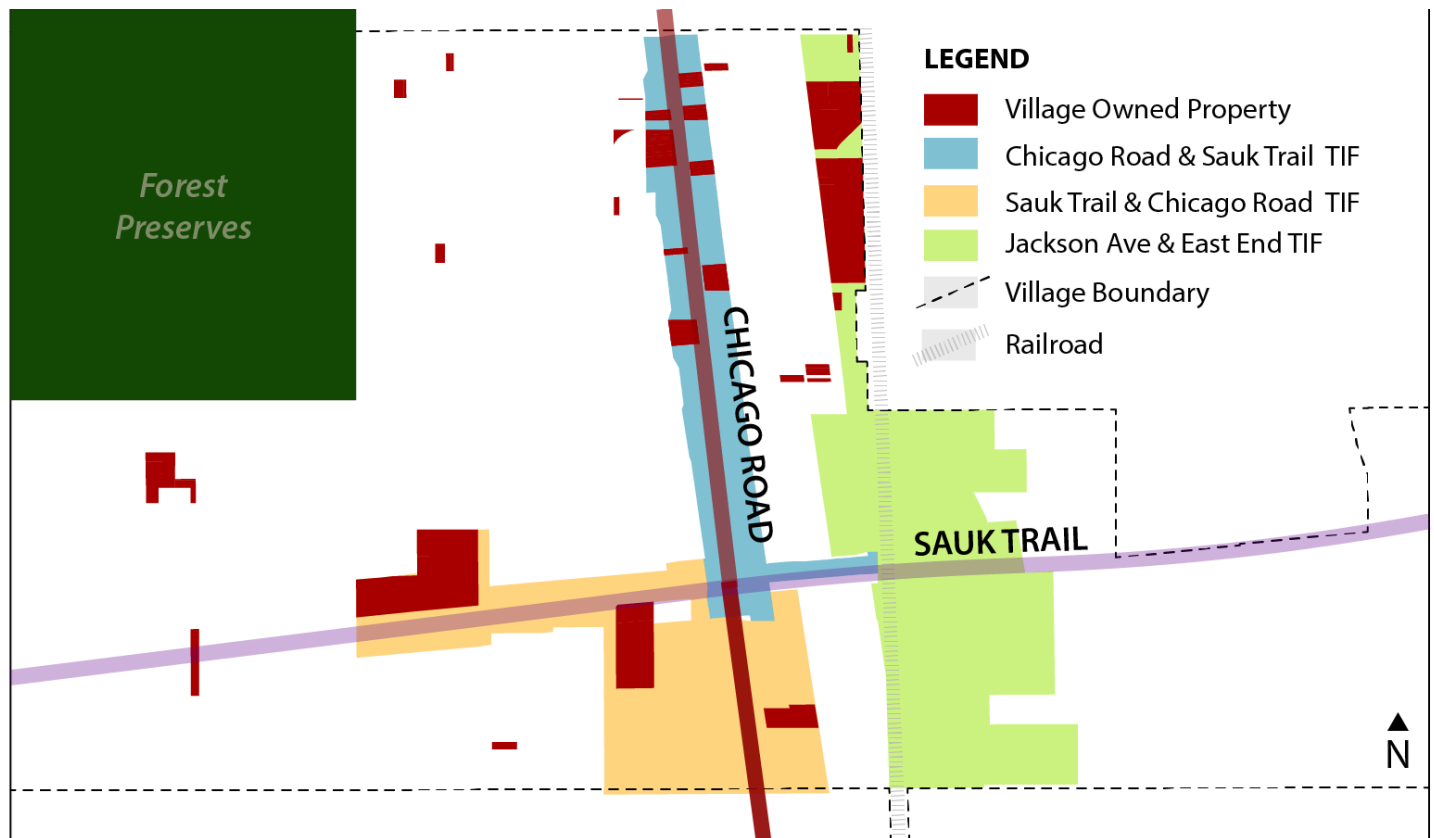 LEGEND
Village Owned Property
Chicago Road & Sauk Trail TIF
Sauk Trail & Chicago Road TIF
Jackson Ave & East End TIF
Village Boundary
Railroad
Forest
Preserves
CHICAGO ROAD
SAUK TRAIL
N